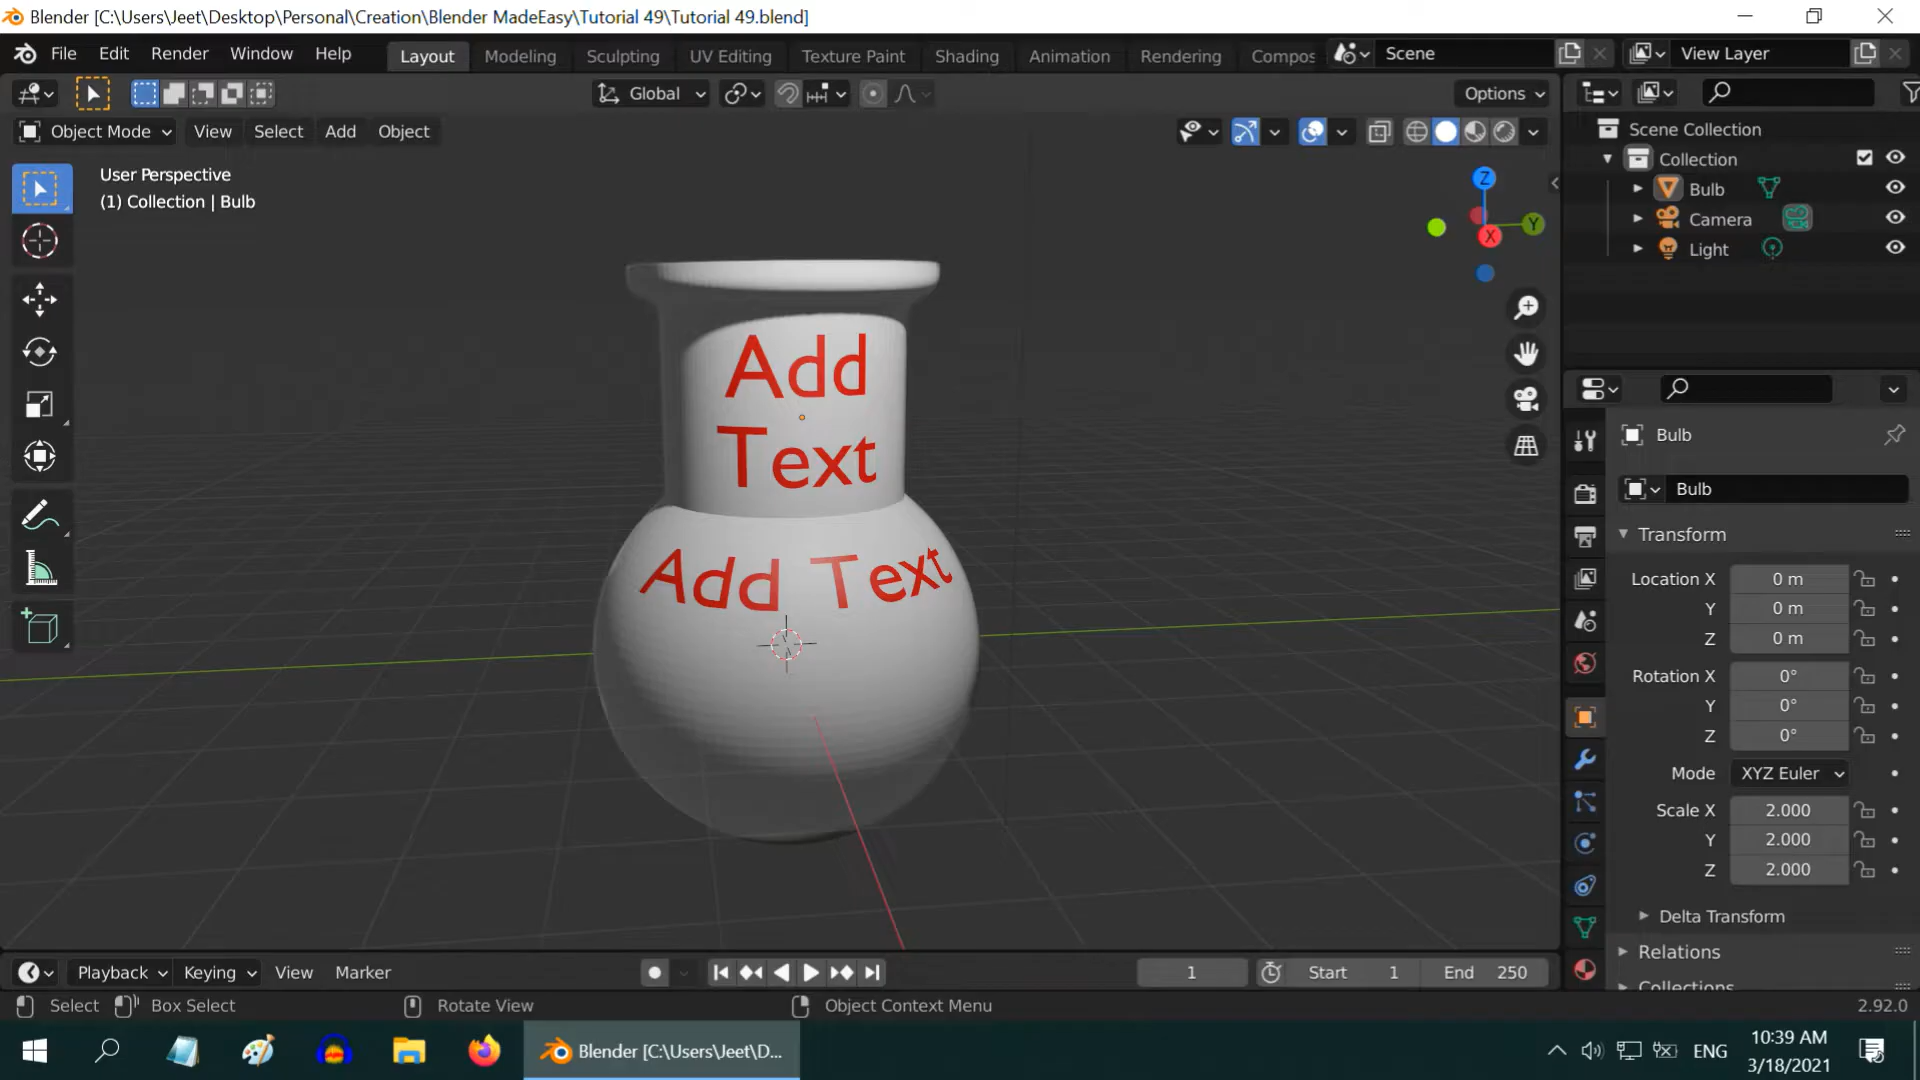 Blender [C:\Users\Jeet\Desktop\Personal\Creation\Blender MadeEasy\Tutorial 49\Tutorial 49.blend]
File Edit Render Window Help Layout Modeling Sculpting UV Editing Texture Paint Shading Animation Rendering Compos Scene View Layer
Global Options
Object Mode View Select Add Object
User Perspective
(1) Collection | Bulb
Z
Y
X
Add
Text
Add Text
Scene Collection
Collection
Bulb
Camera
Light
Bulb
Bulb
Transform
Location X 0 m
Y 0 m
Z 0 m
Rotation X 0°
Y 0°
Z 0°
Mode XYZ Euler
Scale X 2.000
Y 2.000
Z 2.000
Delta Transform
Relations
Collections
Playback Keying View Marker 1 Start 1 End 250
Select Box Select Rotate View Object Context Menu 2.92.0
Blender [C:\Users\Jeet\D...
ENG
10:39 AM
3/18/2021